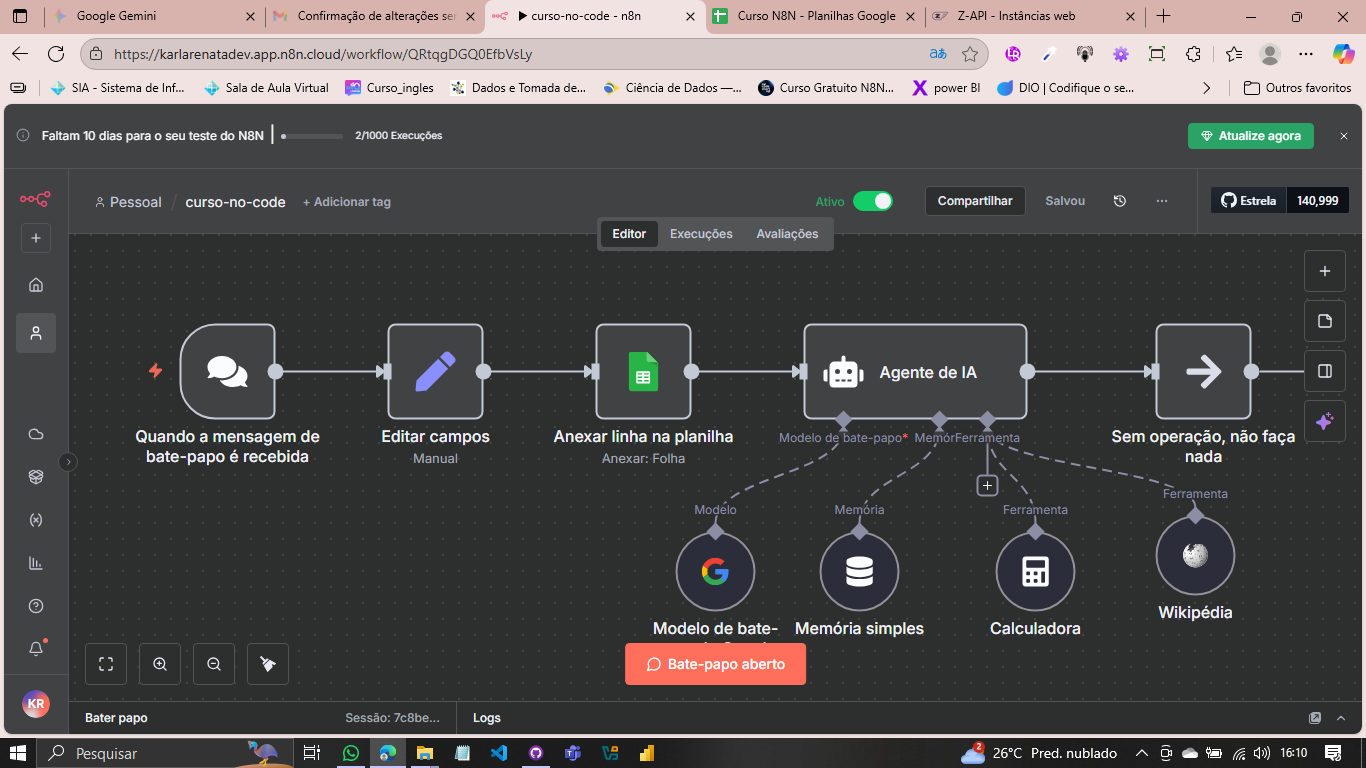 Google Gemini
Confirmação de alterações ser
curso-no-code - n8n
Curso N8N - Planilhas Google
Z-API - Instâncias web
https://karlarenatadev.app.n8n.cloud/workflow/QRtqgDGQ0EfbVsLy
SIA - Sistema de Inf...
Sala de Aula Virtual
Curso_ingles
Dados e Tomada de...
Ciência de Dados —...
Curso Gratuito N8N...
power BI
DIO | Codifique o se...
Outros favoritos
Faltam 10 dias para o seu teste do N8N
2/1000 Execuções
Atualize agora
Pessoal / curso-no-code + Adicionar tag
Ativo
Compartilhar
Salvou
Estrela 140,999
Editor Execuções Avaliações
Agente de IA
Quando a mensagem de
bate-papo é recebida
Editar campos
Manual
Anexar linha na planilha
Anexar: Folha
Modelo de bate-papo*
Memór
Ferramenta
Sem operação, não faça
nada
Modelo
Memória
Ferramenta
Ferramenta
Modelo de bate-
Memória simples
Calculadora
Wikipédia
Bate-papo aberto
KR
Bater papo
Sessão: 7c8be...
Logs
Pesquisar
2
26°C Pred. nublado
16:10